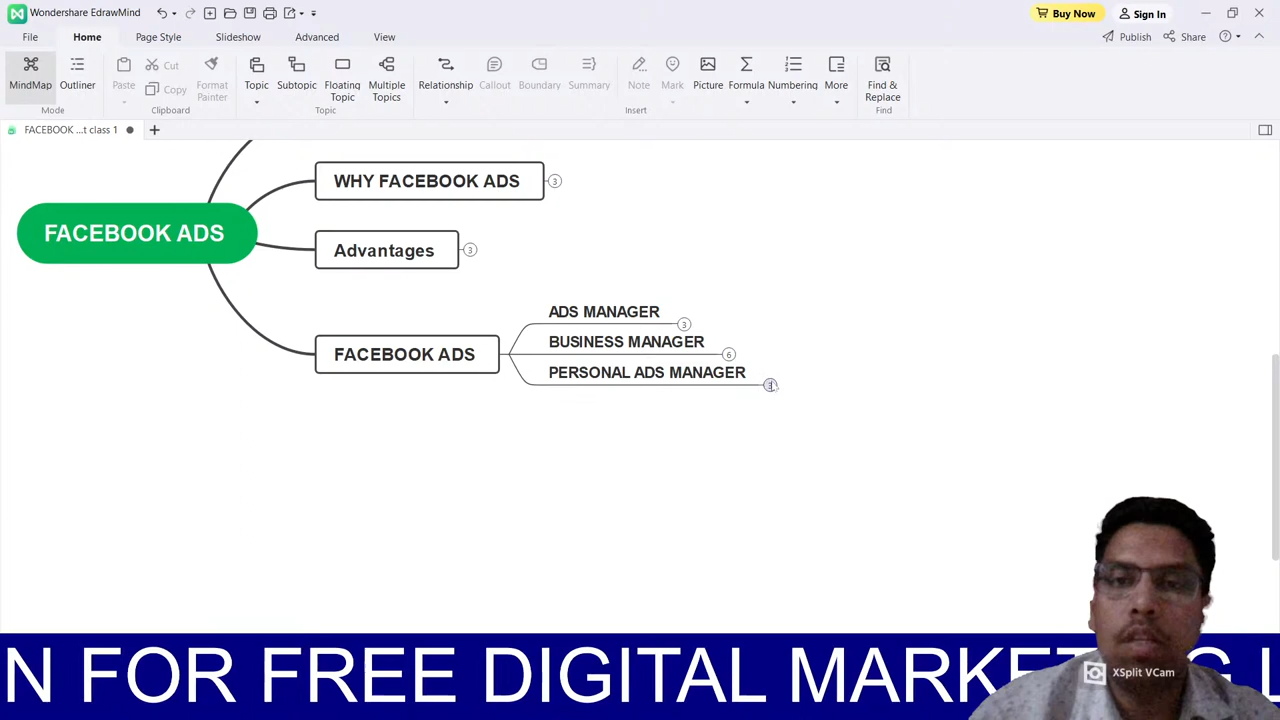 Wondershare EdrawMind
Buy Now
Sign In
File
Home
Page Style
Slideshow
Advanced
View
Publish
Share
MindMap
Outliner
Mode
Paste
Cut
Copy
Format Painter
Clipboard
Topic
Subtopic
Floating Topic
Multiple Topics
Topic
Relationship
Callout
Boundary
Summary
Note
Mark
Picture
Formula
Numbering
More
Insert
Find & Replace
Find
FACEBOOK ...t class 1
FACEBOOK ADS
WHY FACEBOOK ADS
3
Advantages
3
FACEBOOK ADS
ADS MANAGER
3
BUSINESS MANAGER
6
PERSONAL ADS MANAGER
XSplit VCam
N FOR FREE DIGITAL MARKETING L